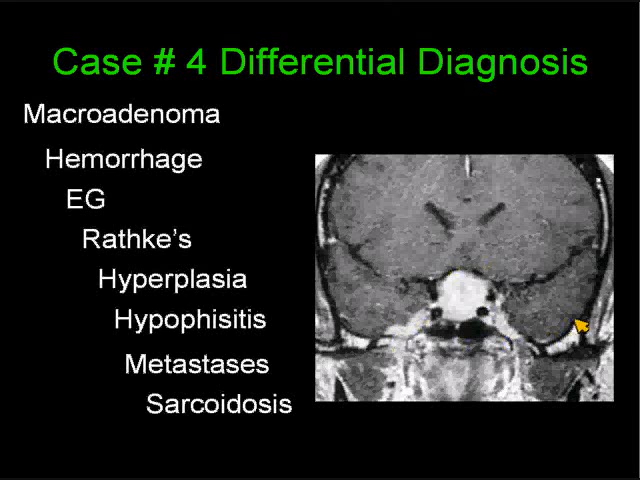 Case # 4 Differential Diagnosis
Macroadenoma
Hemorrhage
EG
Rathke's
Hyperplasia
Hypophisitis
Metastases
Sarcoidosis